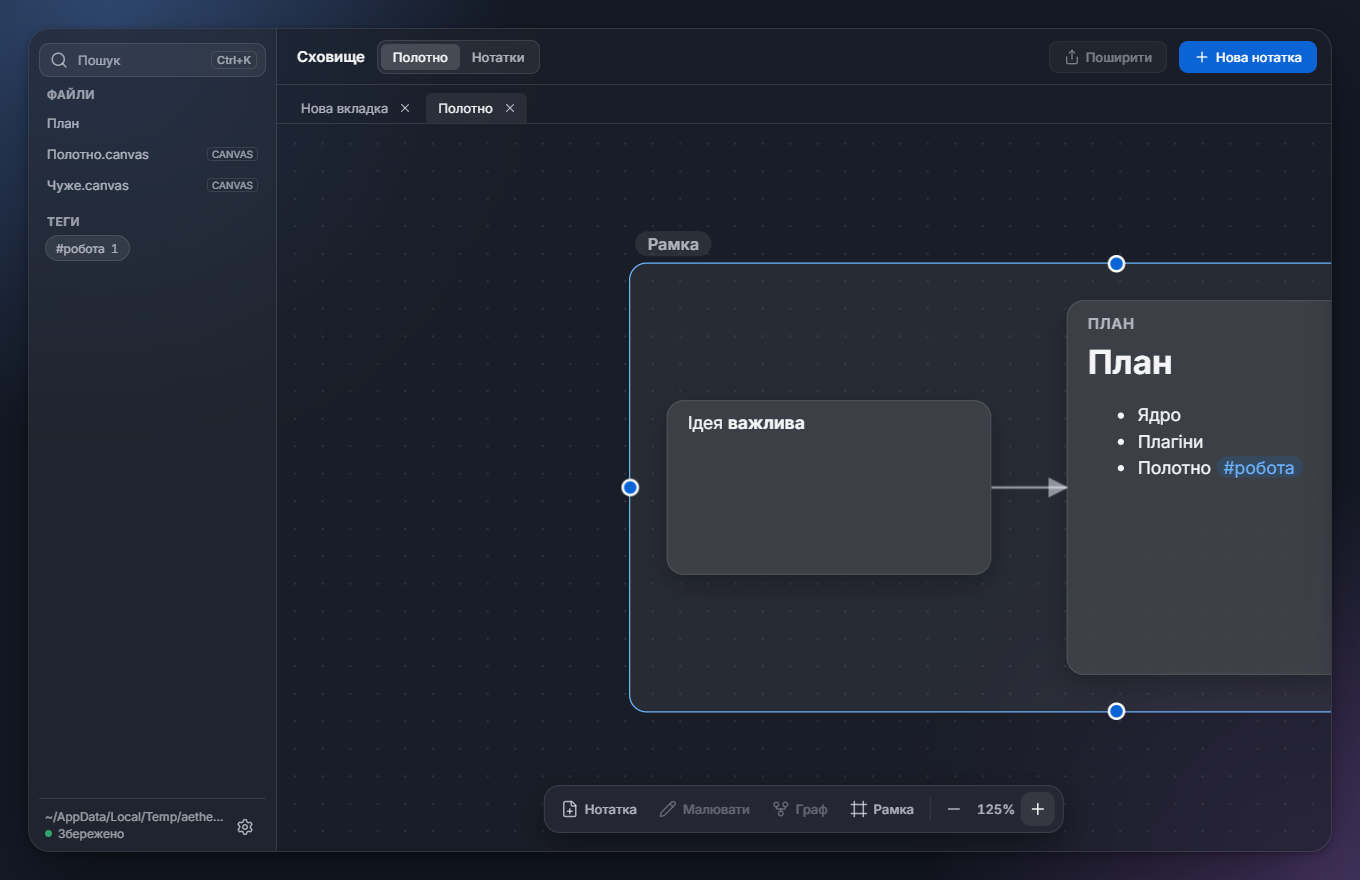 Пошук Ctrl+K
ФАЙЛИ
План
Полотно.canvas CANVAS
Чуже.canvas CANVAS
ТЕГИ
#робота 1
~/AppData/Local/Temp/aethe...
Збережено
Сховище Полотно Нотатки Поширити Нова нотатка
Нова вкладка Полотно
Рамка
Ідея важлива
ПЛАН
План
Ядро
Плагіни
Полотно #робота
Нотатка Малювати Граф Рамка 125%